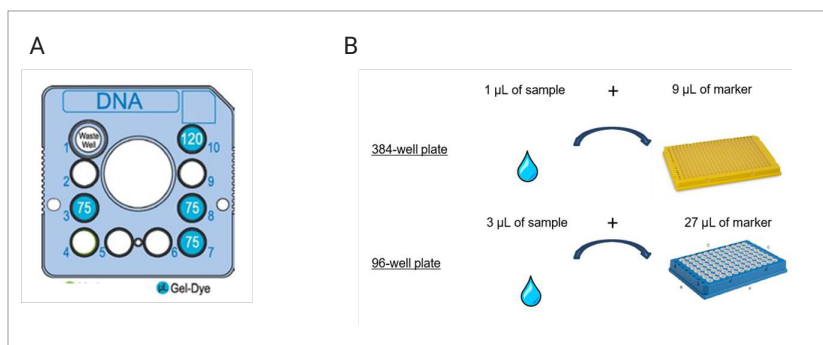 A
B
DNA
Waste
Well
1
120
10
2
9
3
75
75
8
4
5
6
75
7
Gel-Dye
1 µL of sample + 9 µL of marker
384-well plate
3 µL of sample + 27 µL of marker
96-well plate